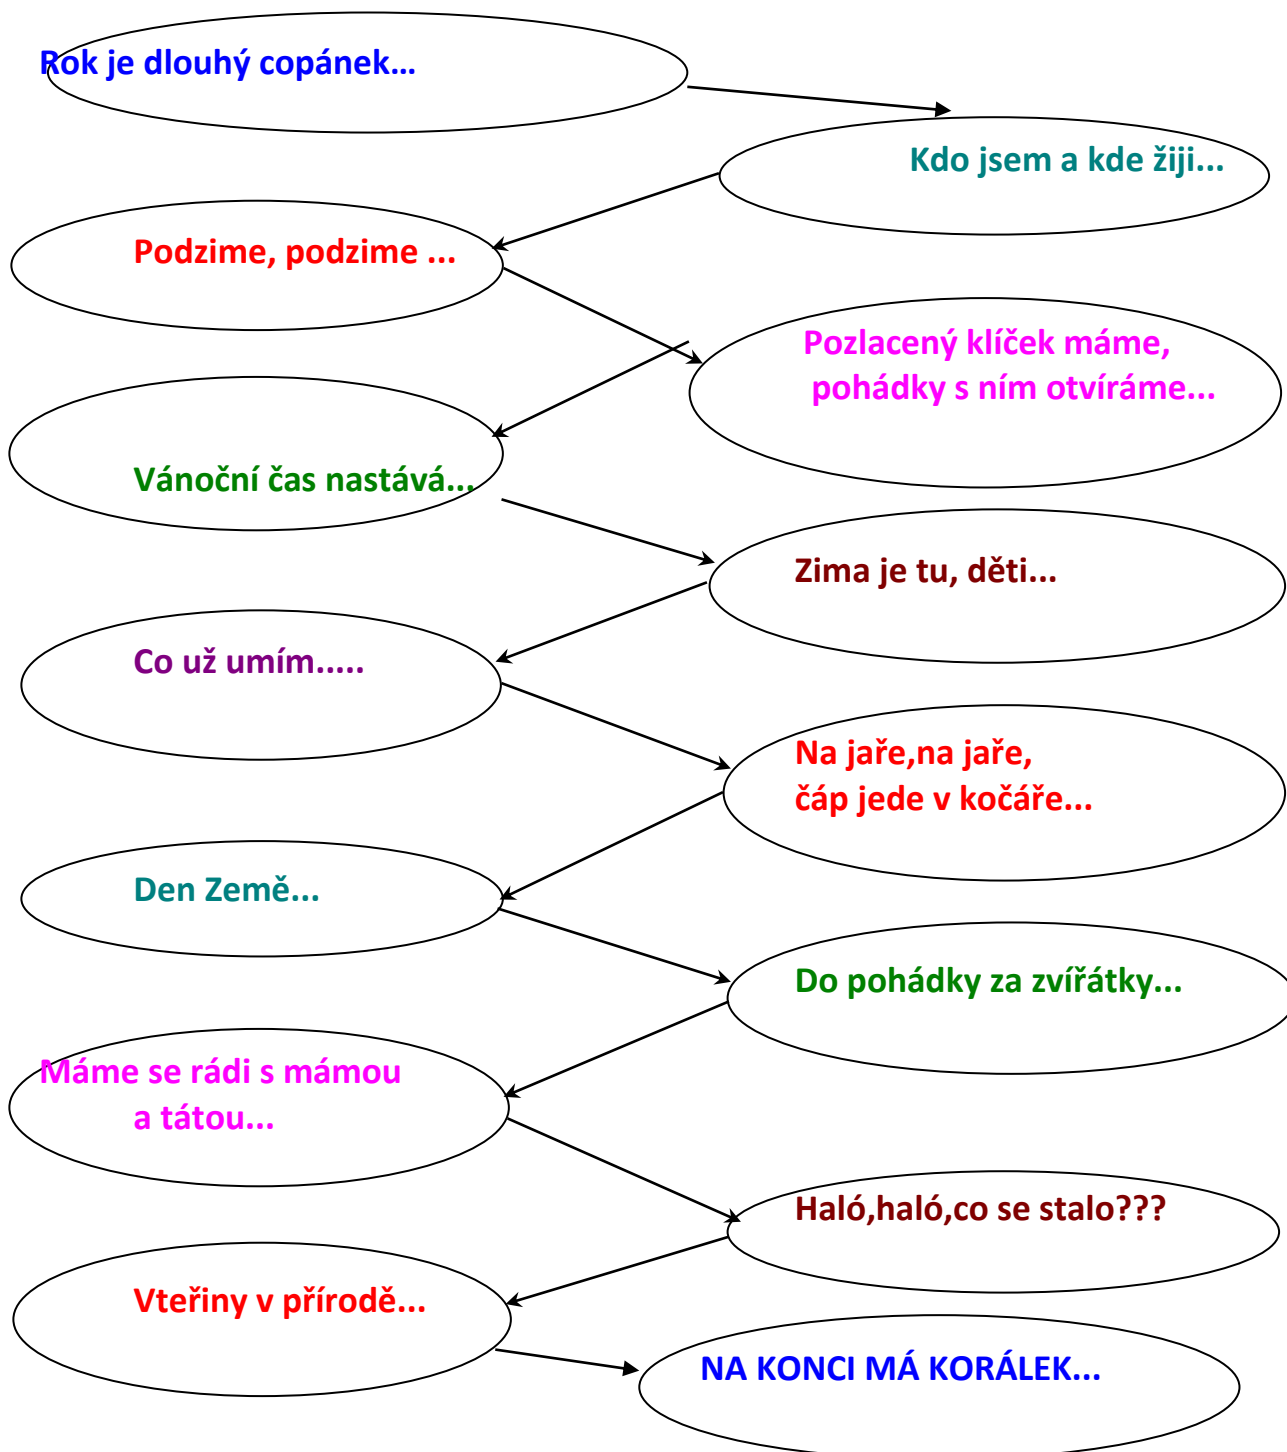 Rok je dlouhý copánek...
Kdo jsem a kde žiji...
Podzime, podzime ...
Pozlacený klíček máme,
pohádky s ním otvíráme...
Vánoční čas nastává...
Zima je tu, děti...
Co už umím.....
Na jaře,na jaře,
čáp jede v kočáře...
Den Země...
Do pohádky za zvířátky...
Máme se rádi s mámou
a tátou...
Haló,haló,co se stalo???
Vteřiny v přírodě...
NA KONCI MÁ KORÁLEK...